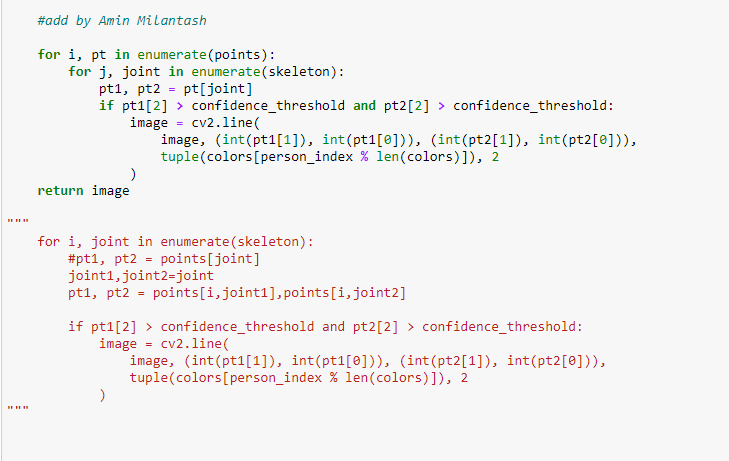 #add by Amin Milantash
for i, pt in enumerate(points):
for j, joint in enumerate(skeleton):
pt1, pt2 = pt[joint]
if pt1[2] > confidence_threshold and pt2[2] > confidence_threshold:
image = cv2.line(
image, (int(pt1[1]), int(pt1[0])), (int(pt2[1]), int(pt2[0])),
tuple(colors[person_index % len(colors)]), 2
)
return image
"""
for i, joint in enumerate(skeleton):
#pt1, pt2 = points[joint]
joint1,joint2=joint
pt1, pt2 = points[i,joint1],points[i,joint2]
if pt1[2] > confidence_threshold and pt2[2] > confidence_threshold:
image = cv2.line(
image, (int(pt1[1]), int(pt1[0])), (int(pt2[1]), int(pt2[0])),
tuple(colors[person_index % len(colors)]), 2
)
"""